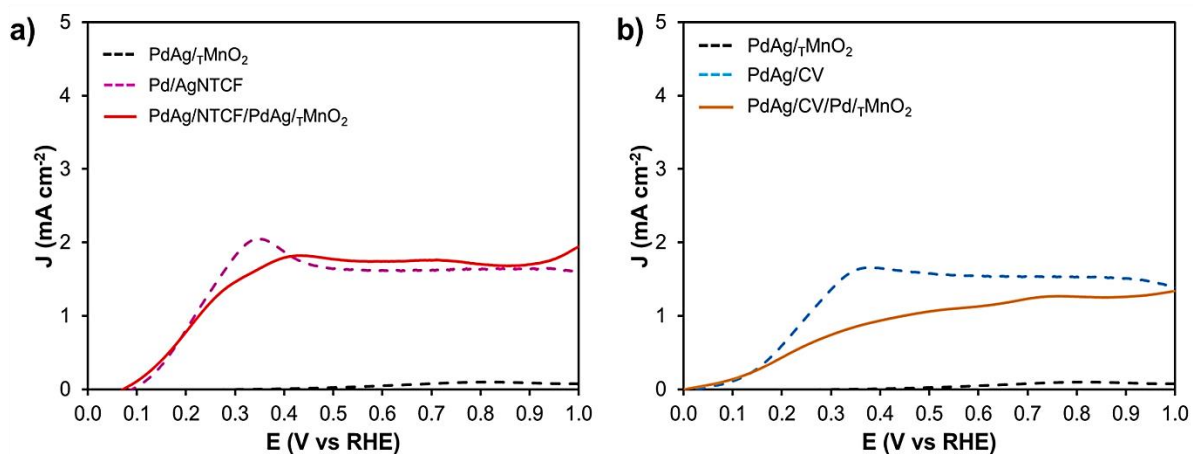 a)
J (mA cm⁻²)
5
4
3
2
1
0
PdAg/ᴛMnO₂
Pd/AgNTCF
PdAg/NTCF/PdAg/ᴛMnO₂
0.0 0.1 0.2 0.3 0.4 0.5 0.6 0.7 0.8 0.9 1.0
E (V vs RHE)
b)
J (mA cm⁻²)
5
4
3
2
1
0
PdAg/ᴛMnO₂
PdAg/CV
PdAg/CV/Pd/ᴛMnO₂
0.0 0.1 0.2 0.3 0.4 0.5 0.6 0.7 0.8 0.9 1.0
E (V vs RHE)